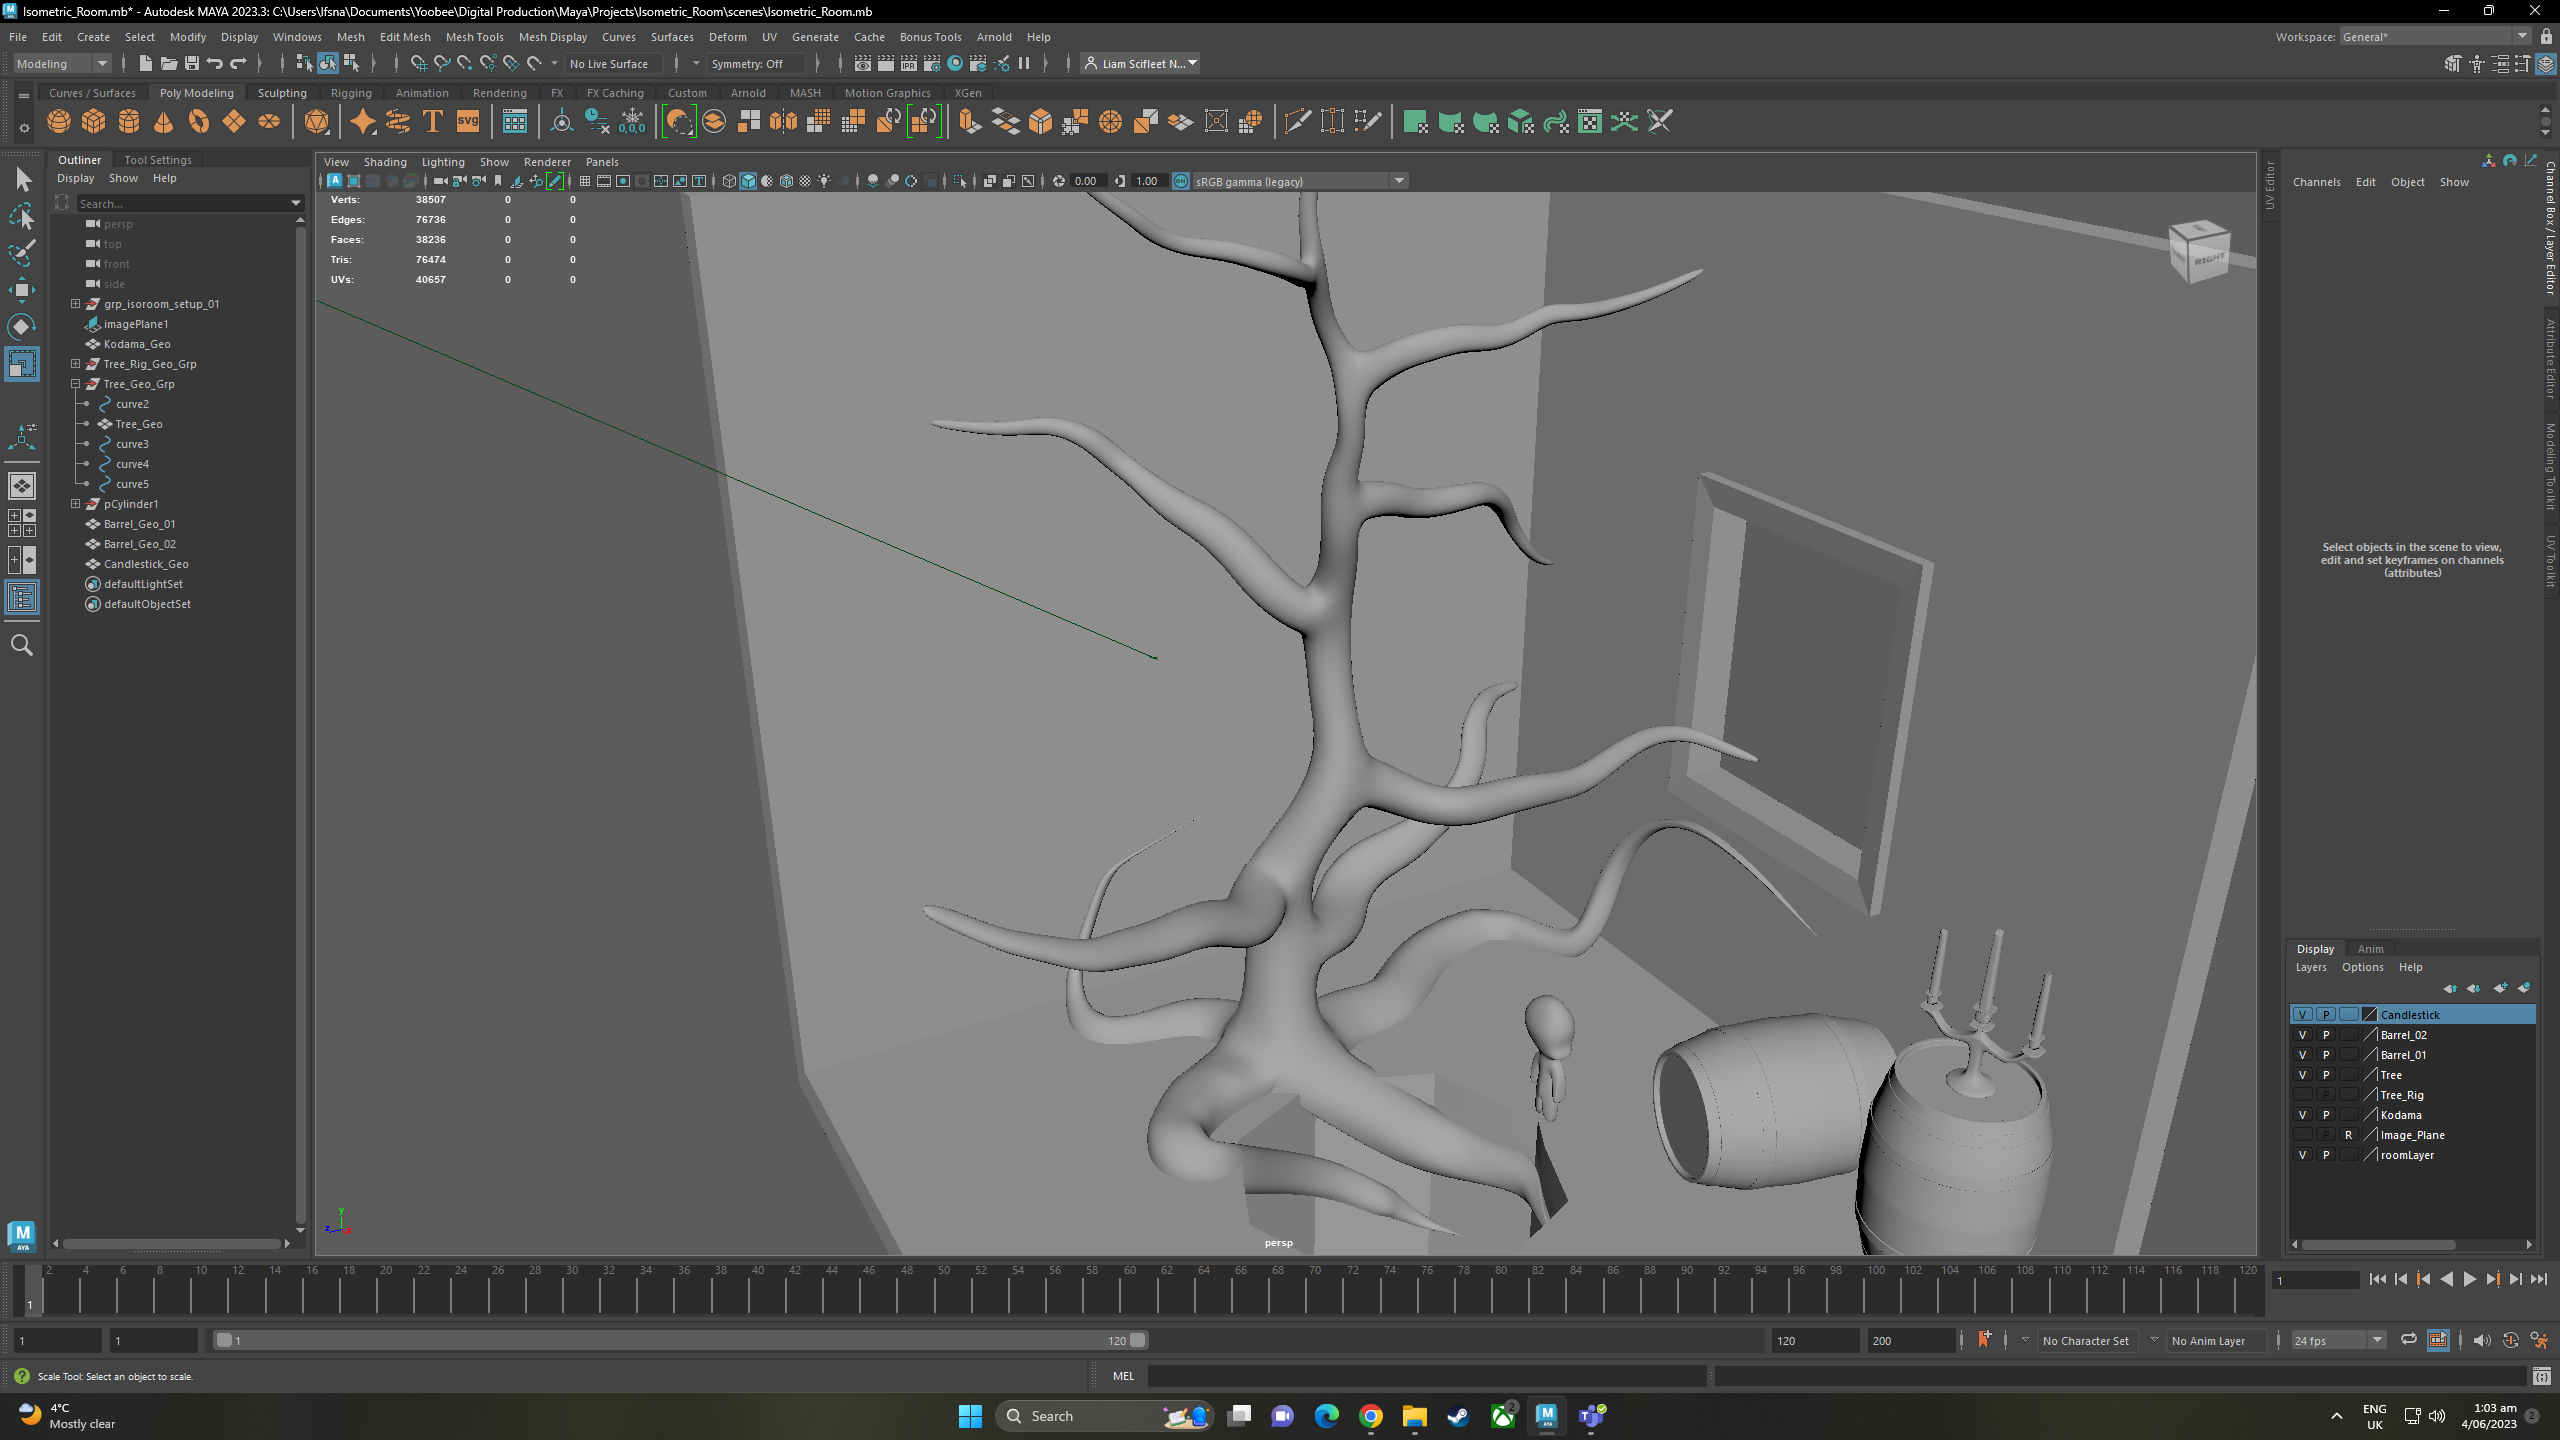 Isometric_Room.mb* - Autodesk MAYA 2023.3: C:\Users\lfsna\Documents\Yoobee\Digital Production\Maya\Projects\Isometric_Room\scenes\Isometric_Room.mb
File Edit Create Select Modify Display Windows Mesh Edit Mesh Mesh Tools Mesh Display Curves Surfaces Deform UV Generate Cache Bonus Tools Arnold Help
Workspace: General*
Modeling
No Live Surface
Symmetry: Off
Liam Scifleet N...
Curves / Surfaces Poly Modeling Sculpting Rigging Animation Rendering FX FX Caching Custom Arnold MASH Motion Graphics XGen
T
SVG
0,0,0
IPR
Outliner
Tool Settings
Display Show Help
Search...
persp
top
front
side
grp_isoroom_setup_01
imagePlane1
Kodama_Geo
Tree_Rig_Geo_Grp
Tree_Geo_Grp
curve2
Tree_Geo
curve3
curve4
curve5
pCylinder1
Barrel_Geo_01
Barrel_Geo_02
Candlestick_Geo
defaultLightSet
defaultObjectSet
M
AYA
View Shading Lighting Show Renderer Panels
0.00
1.00
ON
sRGB gamma (legacy)
Verts: 38507 0 0
Edges: 76736 0 0
Faces: 38236 0 0
Tris: 76474 0 0
UVs: 40657 0 0
RIGHT
y
z
x
persp
UV Editor
Channels Edit Object Show
Channel Box / Layer Editor
Attribute Editor
Modeling Toolkit
UV Toolkit
Select objects in the scene to view,
edit and set keyframes on channels
(attributes)
Display Anim
Layers Options Help
V P Candlestick
V P Barrel_02
V P Barrel_01
V P Tree
P Tree_Rig
V P Kodama
P R Image_Plane
V P roomLayer
2 4 6 8 10 12 14 16 18 20 22 24 26 28 30 32 34 36 38 40 42 44 46 48 50 52 54 56 58 60 62 64 66 68 70 72 74 76 78 80 82 84 86 88 90 92 94 96 98 100 102 104 106 108 110 112 114 116 118 120
1
1
1
1
1
120
120
200
No Character Set
No Anim Layer
24 fps
Scale Tool: Select an object to scale.
MEL
4°C
Mostly clear
Search
2
ENG
UK
1:03 am
4/06/2023
2